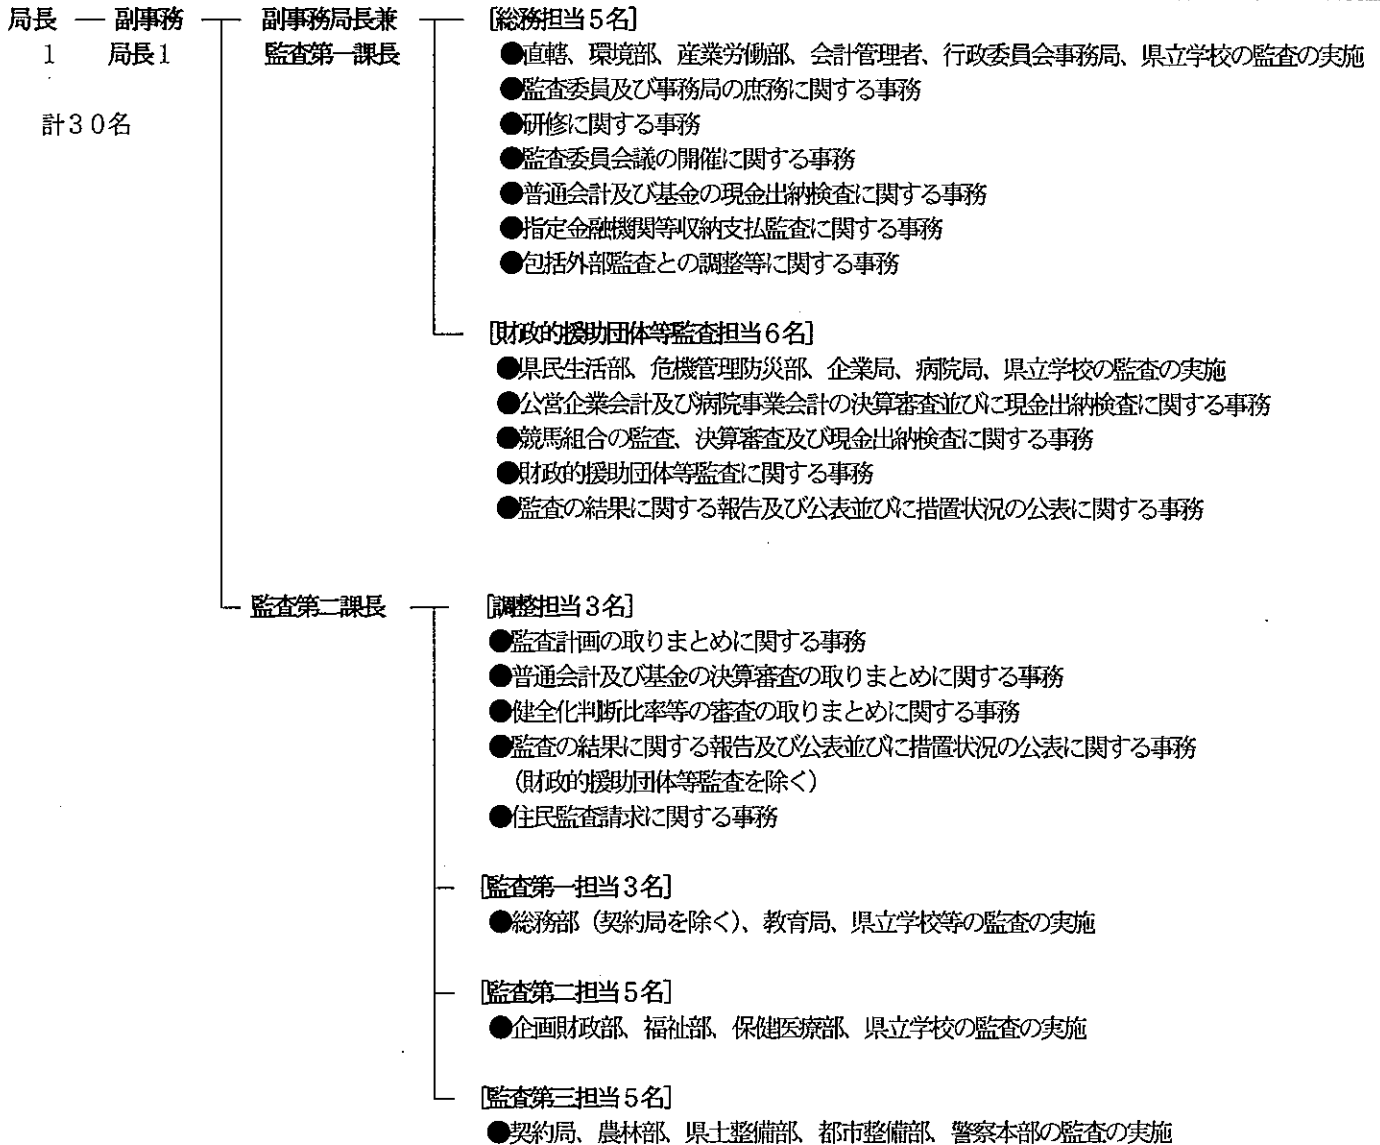 局長 ― 副事務 副事務局長兼 [総務担当5名]
1 局長1 監査第一課長 ●直轄、環境部、産業労働部、会計管理者、行政委員会事務局、県立学校の監査の実施
●監査委員及び事務局の庶務に関する事務
計30名 ●研修に関する事務
●監査委員会議の開催に関する事務
●普通会計及び基金の現金出納検査に関する事務
●指定金融機関等収納支払監査に関する事務
●包括外部監査との調整等に関する事務
[財政的援助団体等監査担当6名]
●県民生活部、危機管理防災部、企業局、病院局、県立学校の監査の実施
●公営企業会計及び病院事業会計の決算審査並びに現金出納検査に関する事務
●競馬組合の監査、決算審査及び現金出納検査に関する事務
●財政的援助団体等監査に関する事務
●監査の結果に関する報告及び公表並びに措置状況の公表に関する事務
監査第二課長 [調整担当3名]
●監査計画の取りまとめに関する事務
●普通会計及び基金の決算審査の取りまとめに関する事務
●健全化判断比率等の審査の取りまとめに関する事務
●監査の結果に関する報告及び公表並びに措置状況の公表に関する事務
(財政的援助団体等監査を除く)
●住民監査請求に関する事務
[監査第一担当3名]
●総務部(契約局を除く)、教育局、県立学校等の監査の実施
[監査第二担当5名]
●企画財政部、福祉部、保健医療部、県立学校の監査の実施
[監査第三担当5名]
●契約局、農林部、県土整備部、都市整備部、警察本部の監査の実施